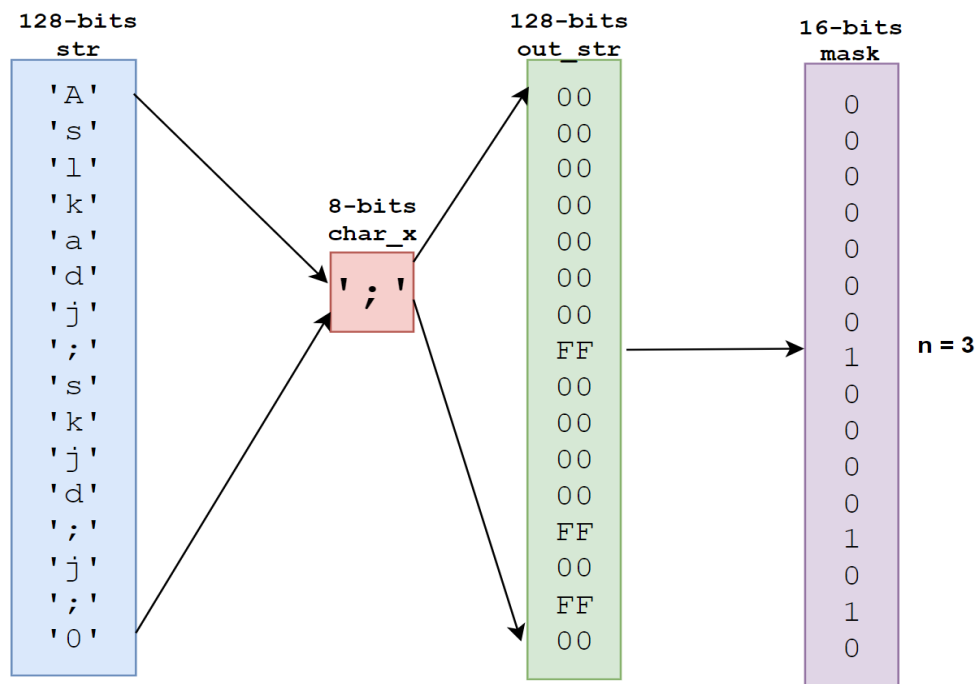 128-bits
str
'A'
's'
'l'
'k'
'a'
'd'
'j'
';'
's'
'k'
'j'
'd'
';'
'j'
';'
'0'
8-bits
char_x
';'
128-bits
out_str
00
00
00
00
00
00
00
FF
00
00
00
00
FF
00
FF
00
16-bits
mask
0
0
0
0
0
0
0
1
0
0
0
0
1
0
1
0
n = 3